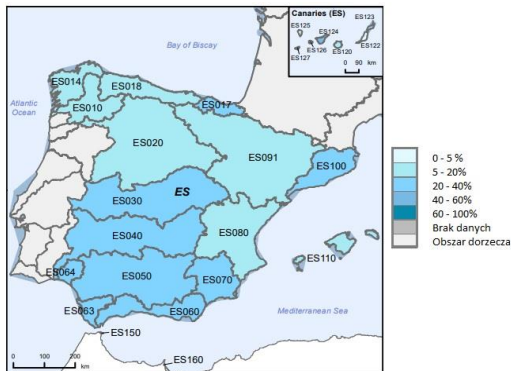 Canaries (ES)
ES123
ES125
ES124
ES126
ES120
ES122
ES127
0 90 km
Bay of Biscay
Atlantic
Ocean
ES014
ES018
ES017
ES010
ES020
ES091
ES100
ES030
ES
ES040
ES080
ES110
ES064
ES050
ES070
ES063
ES060
Mediterranean Sea
ES150
ES160
0 100 200
km
0 - 5 %
5 - 20%
20 - 40%
40 - 60%
60 - 100%
Brak danych
Obszar dorzecza